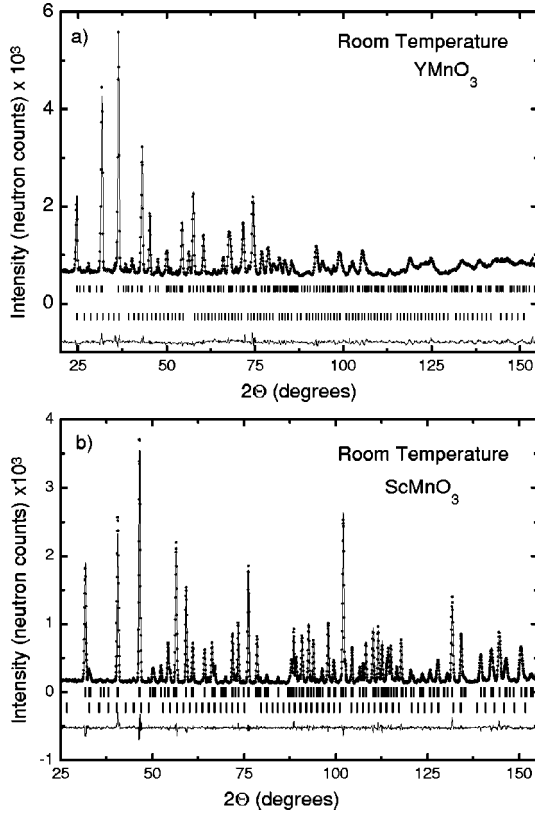 a)
Room Temperature
YMnO3
Intensity (neutron counts) x 10³
6
4
2
0
25 50 75 100 125 150
2Θ (degrees)
b)
Room Temperature
ScMnO3
Intensity (neutron counts) x10³
4
3
2
1
0
-1
25 50 75 100 125 150
2Θ (degrees)